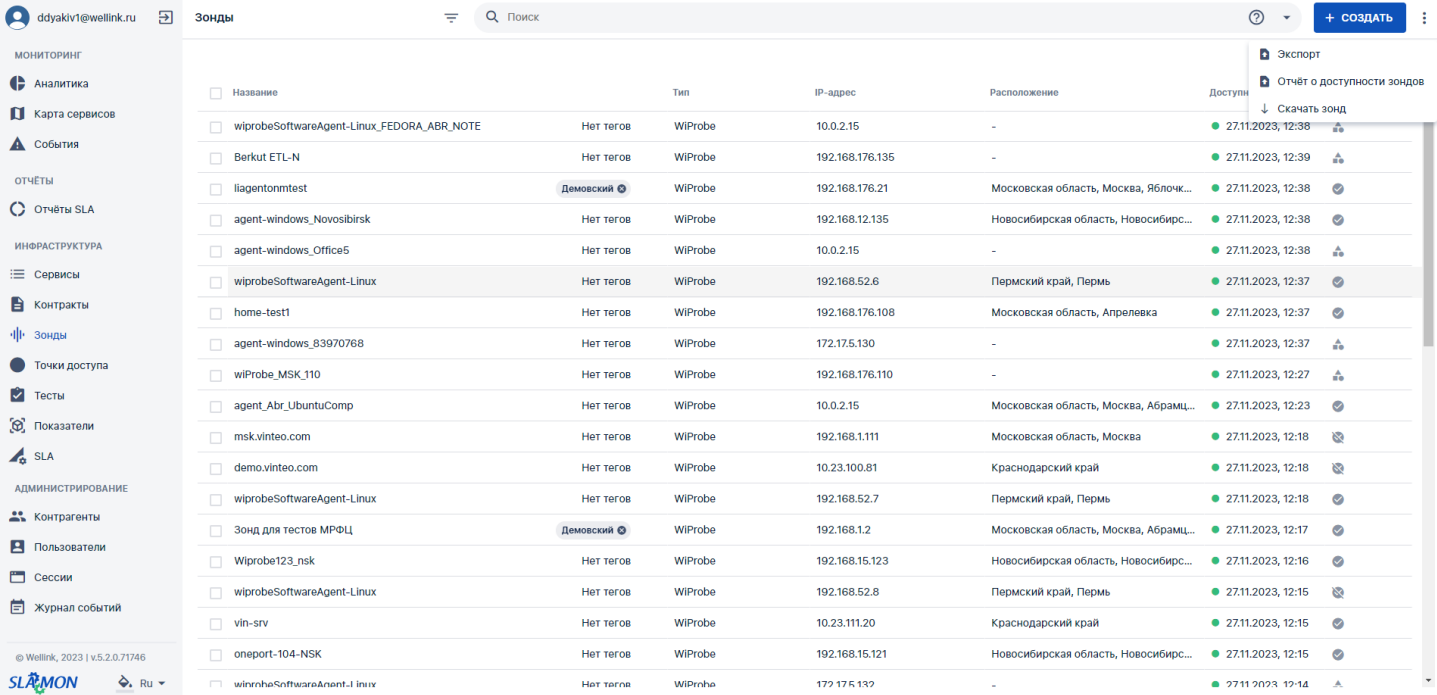 ddyakiv1@wellink.ru
МОНИТОРИНГ
Аналитика
Карта сервисов
События
ОТЧЁТЫ
Отчёты SLA
ИНФРАСТРУКТУРА
Сервисы
Контракты
Зонды
Точки доступа
Тесты
Показатели
SLA
АДМИНИСТРИРОВАНИЕ
Контрагенты
Пользователи
Сессии
Журнал событий
© Wellink, 2023 | v.5.2.0.71746
SLAMON Ru
Зонды Поиск + СОЗДАТЬ
Экспорт
Отчёт о доступности зондов
Скачать зонд
Название Тип IP-адрес Расположение Доступн
wiprobeSoftwareAgent-Linux_FEDORA_ABR_NOTE Нет тегов WiProbe 10.0.2.15 - 27.11.2023, 12:38
Berkut ETL-N Нет тегов WiProbe 192.168.176.135 - 27.11.2023, 12:39
liagentonmtest Демовский WiProbe 192.168.176.21 Московская область, Москва, Яблочк... 27.11.2023, 12:38
agent-windows_Novosibirsk Нет тегов WiProbe 192.168.12.135 Новосибирская область, Новосибирс... 27.11.2023, 12:38
agent-windows_Office5 Нет тегов WiProbe 10.0.2.15 - 27.11.2023, 12:38
wiprobeSoftwareAgent-Linux Нет тегов WiProbe 192.168.52.6 Пермский край, Пермь 27.11.2023, 12:37
home-test1 Нет тегов WiProbe 192.168.176.108 Московская область, Апрелевка 27.11.2023, 12:37
agent-windows_83970768 Нет тегов WiProbe 172.17.5.130 - 27.11.2023, 12:37
wiProbe_MSK_110 Нет тегов WiProbe 192.168.176.110 - 27.11.2023, 12:27
agent_Abr_UbuntuComp Нет тегов WiProbe 10.0.2.15 Московская область, Москва, Абрамц... 27.11.2023, 12:23
msk.vinteo.com Нет тегов WiProbe 192.168.1.111 Московская область, Москва 27.11.2023, 12:18
demo.vinteo.com Нет тегов WiProbe 10.23.100.81 Краснодарский край 27.11.2023, 12:18
wiprobeSoftwareAgent-Linux Нет тегов WiProbe 192.168.52.7 Пермский край, Пермь 27.11.2023, 12:18
Зонд для тестов МРФЦ Демовский WiProbe 192.168.1.2 Московская область, Москва, Абрамц... 27.11.2023, 12:17
Wiprobe123_nsk Нет тегов WiProbe 192.168.15.123 Новосибирская область, Новосибирс... 27.11.2023, 12:16
wiprobeSoftwareAgent-Linux Нет тегов WiProbe 192.168.52.8 Пермский край, Пермь 27.11.2023, 12:15
vin-srv Нет тегов WiProbe 10.23.111.20 Краснодарский край 27.11.2023, 12:15
oneport-104-NSK Нет тегов WiProbe 192.168.15.121 Новосибирская область, Новосибирс... 27.11.2023, 12:15
wiprobeSoftwareAgent-Linux Нет тегов WiProbe 172.17.5.132 - 27.11.2023, 12:14